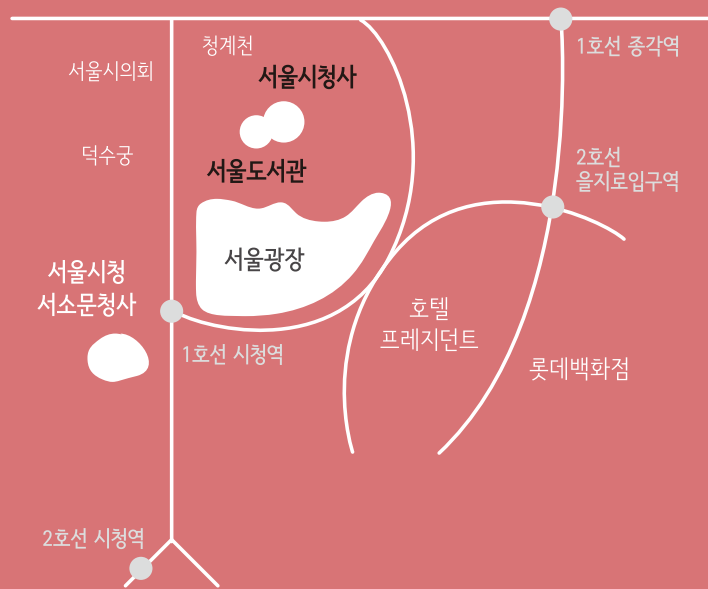 청계천
1호선 종각역
서울시의회
서울시청사
덕수궁
서울도서관
2호선
을지로입구역
서울광장
서울시청
서소문청사
호텔
프레지던트
1호선 시청역
롯데백화점
2호선 시청역